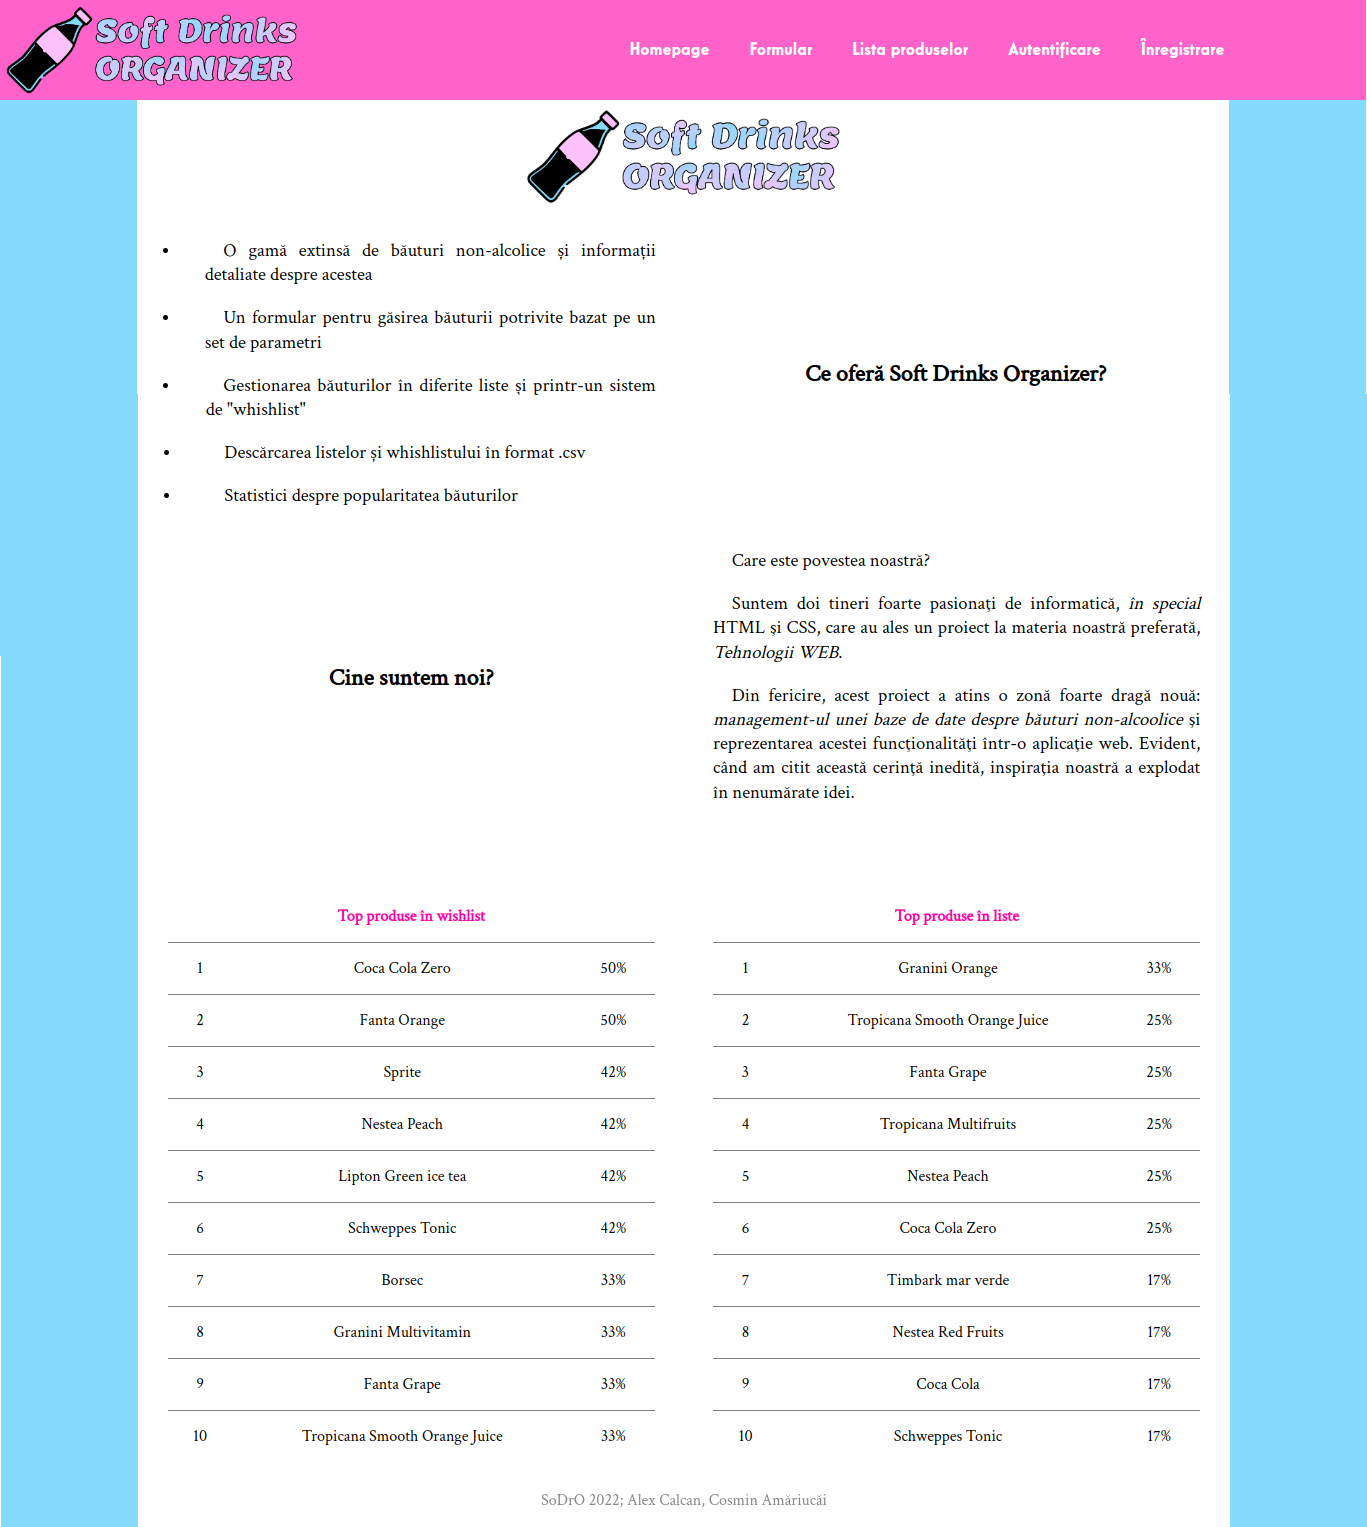 Soft Drinks
ORGANIZER
Homepage Formular Lista produselor Autentificare Înregistrare
Soft Drinks
ORGANIZER
• O gamă extinsă de băuturi non-alcolice și informații
detaliate despre acestea
• Un formular pentru găsirea băuturii potrivite bazat pe un
set de parametri
• Gestionarea băuturilor în diferite liste și printr-un sistem
de "whishlist"
• Descărcarea listelor și whishlistului în format .csv
• Statistici despre popularitatea băuturilor
Ce oferă Soft Drinks Organizer?
Cine suntem noi?
Care este povestea noastră?
Suntem doi tineri foarte pasionați de informatică, în special
HTML și CSS, care au ales un proiect la materia noastră preferată,
Tehnologii WEB.
Din fericire, acest proiect a atins o zonă foarte dragă nouă:
management-ul unei baze de date despre băuturi non-alcoolice și
reprezentarea acestei funcționalități într-o aplicație web. Evident,
când am citit această cerință inedită, inspirația noastră a explodat
în nenumărate idei.
Top produse în wishlist
1 Coca Cola Zero 50%
2 Fanta Orange 50%
3 Sprite 42%
4 Nestea Peach 42%
5 Lipton Green ice tea 42%
6 Schweppes Tonic 42%
7 Borsec 33%
8 Granini Multivitamin 33%
9 Fanta Grape 33%
10 Tropicana Smooth Orange Juice 33%
Top produse în liste
1 Granini Orange 33%
2 Tropicana Smooth Orange Juice 25%
3 Fanta Grape 25%
4 Tropicana Multifruits 25%
5 Nestea Peach 25%
6 Coca Cola Zero 25%
7 Timbark mar verde 17%
8 Nestea Red Fruits 17%
9 Coca Cola 17%
10 Schweppes Tonic 17%
SoDrO 2022; Alex Calcan, Cosmin Amăriucăi